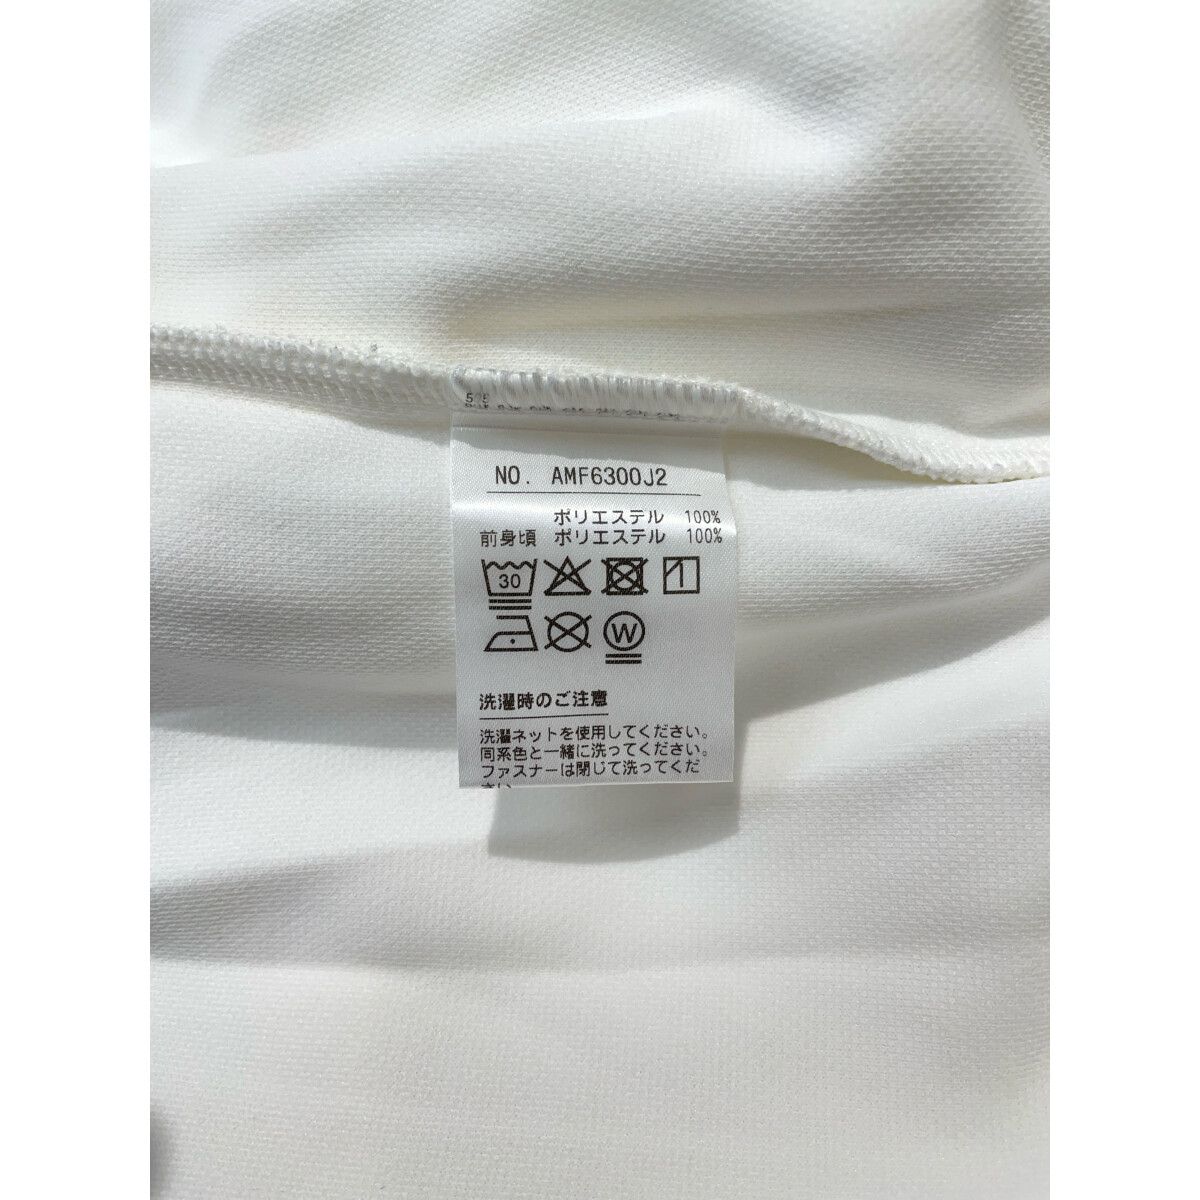 NO. AMF6300J2
ポリエステル 100%
前身頃 ポリエステル 100%
30
W
洗濯時のご注意
洗濯ネットを使用してください。
同系色と一緒に洗ってください。
ファスナーは閉じて洗ってくだ
さい